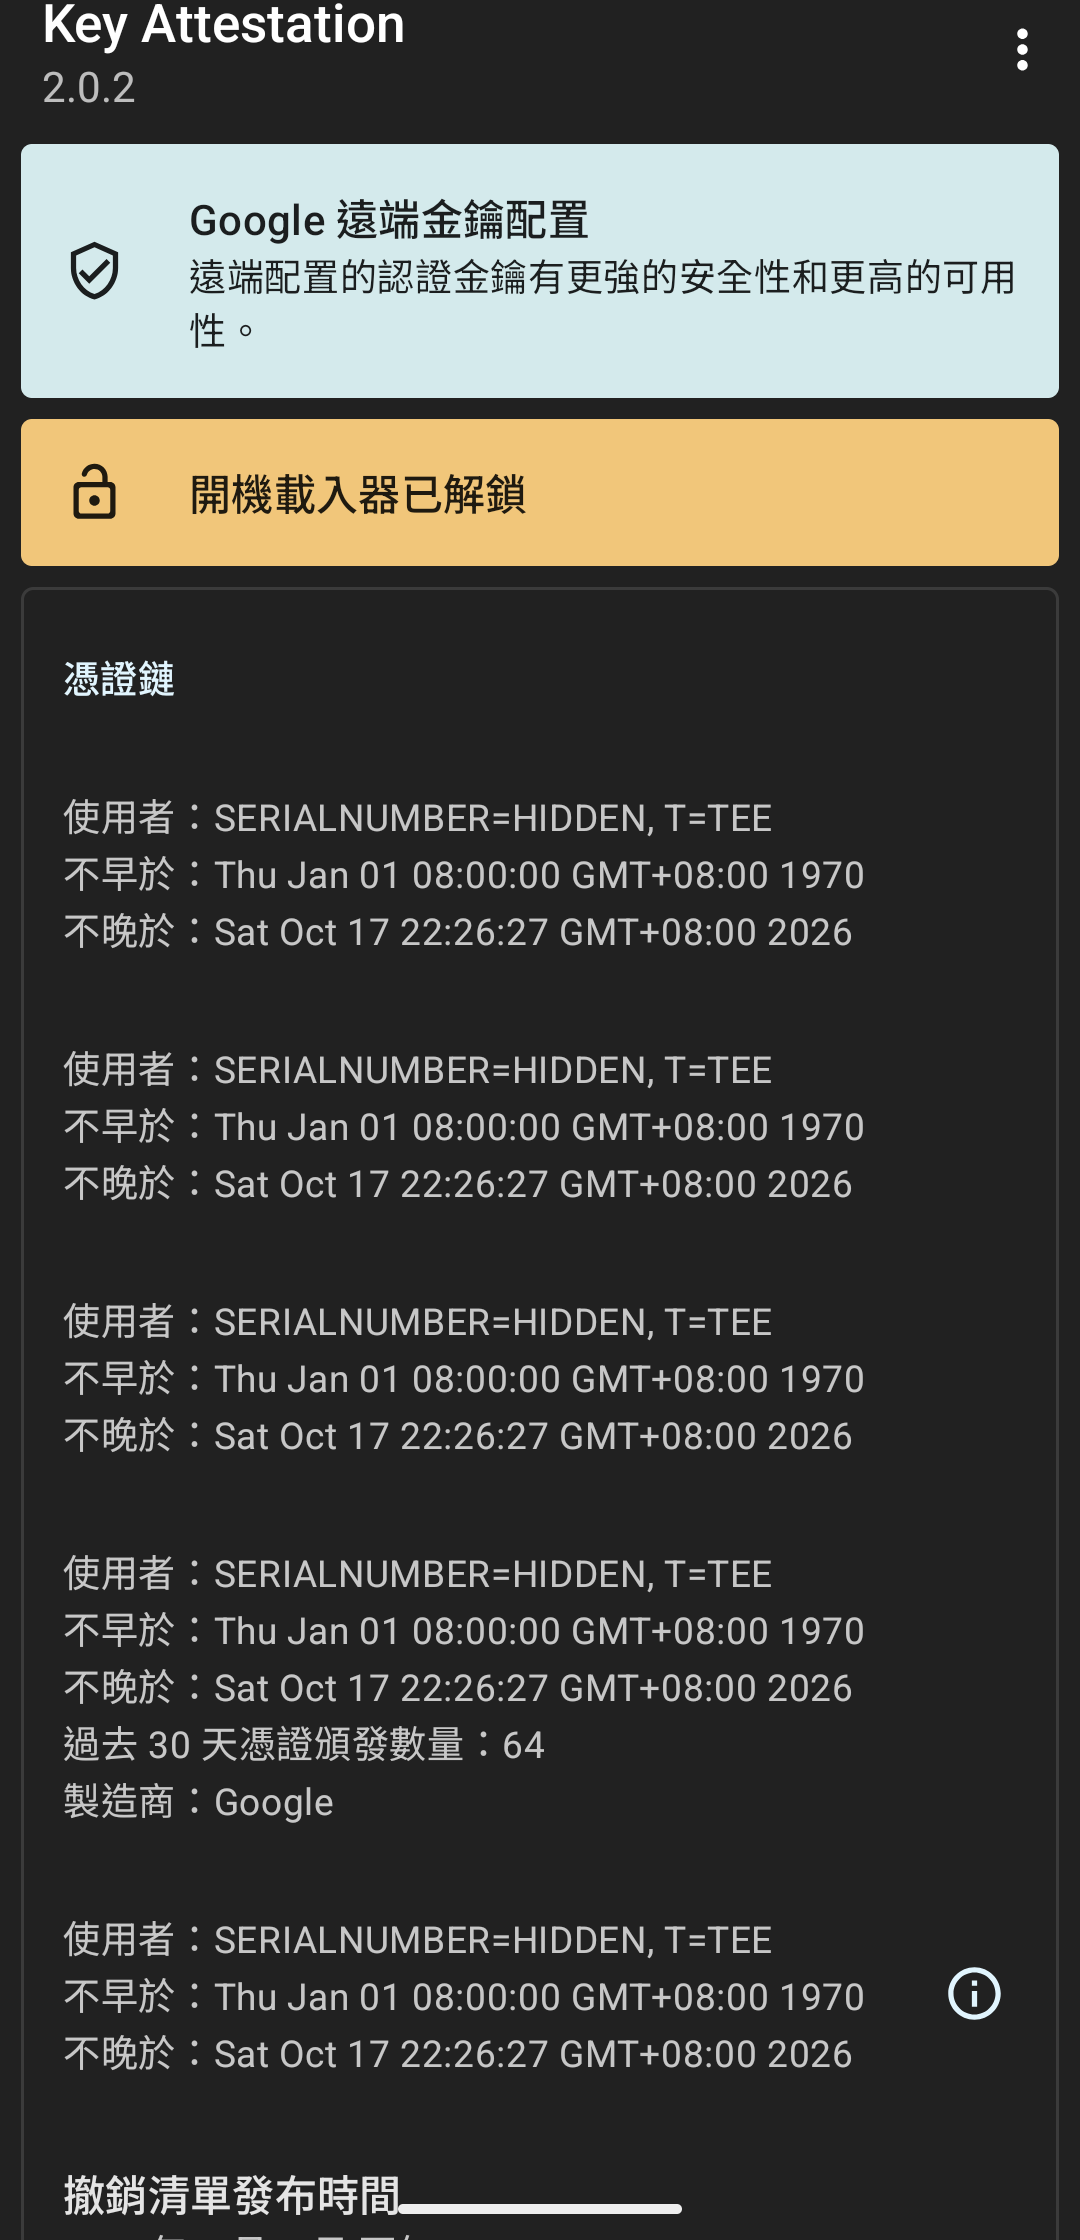 Key Attestation
2.0.2
Google 遠端金鑰配置
遠端配置的認證金鑰有更強的安全性和更高的可用
性。
開機載入器已解鎖
憑證鏈
使用者：SERIALNUMBER=HIDDEN, T=TEE
不早於：Thu Jan 01 08:00:00 GMT+08:00 1970
不晚於：Sat Oct 17 22:26:27 GMT+08:00 2026
使用者：SERIALNUMBER=HIDDEN, T=TEE
不早於：Thu Jan 01 08:00:00 GMT+08:00 1970
不晚於：Sat Oct 17 22:26:27 GMT+08:00 2026
使用者：SERIALNUMBER=HIDDEN, T=TEE
不早於：Thu Jan 01 08:00:00 GMT+08:00 1970
不晚於：Sat Oct 17 22:26:27 GMT+08:00 2026
使用者：SERIALNUMBER=HIDDEN, T=TEE
不早於：Thu Jan 01 08:00:00 GMT+08:00 1970
不晚於：Sat Oct 17 22:26:27 GMT+08:00 2026
過去 30 天憑證頒發數量：64
製造商：Google
使用者：SERIALNUMBER=HIDDEN, T=TEE
不早於：Thu Jan 01 08:00:00 GMT+08:00 1970
不晚於：Sat Oct 17 22:26:27 GMT+08:00 2026
撤銷清單發布時間